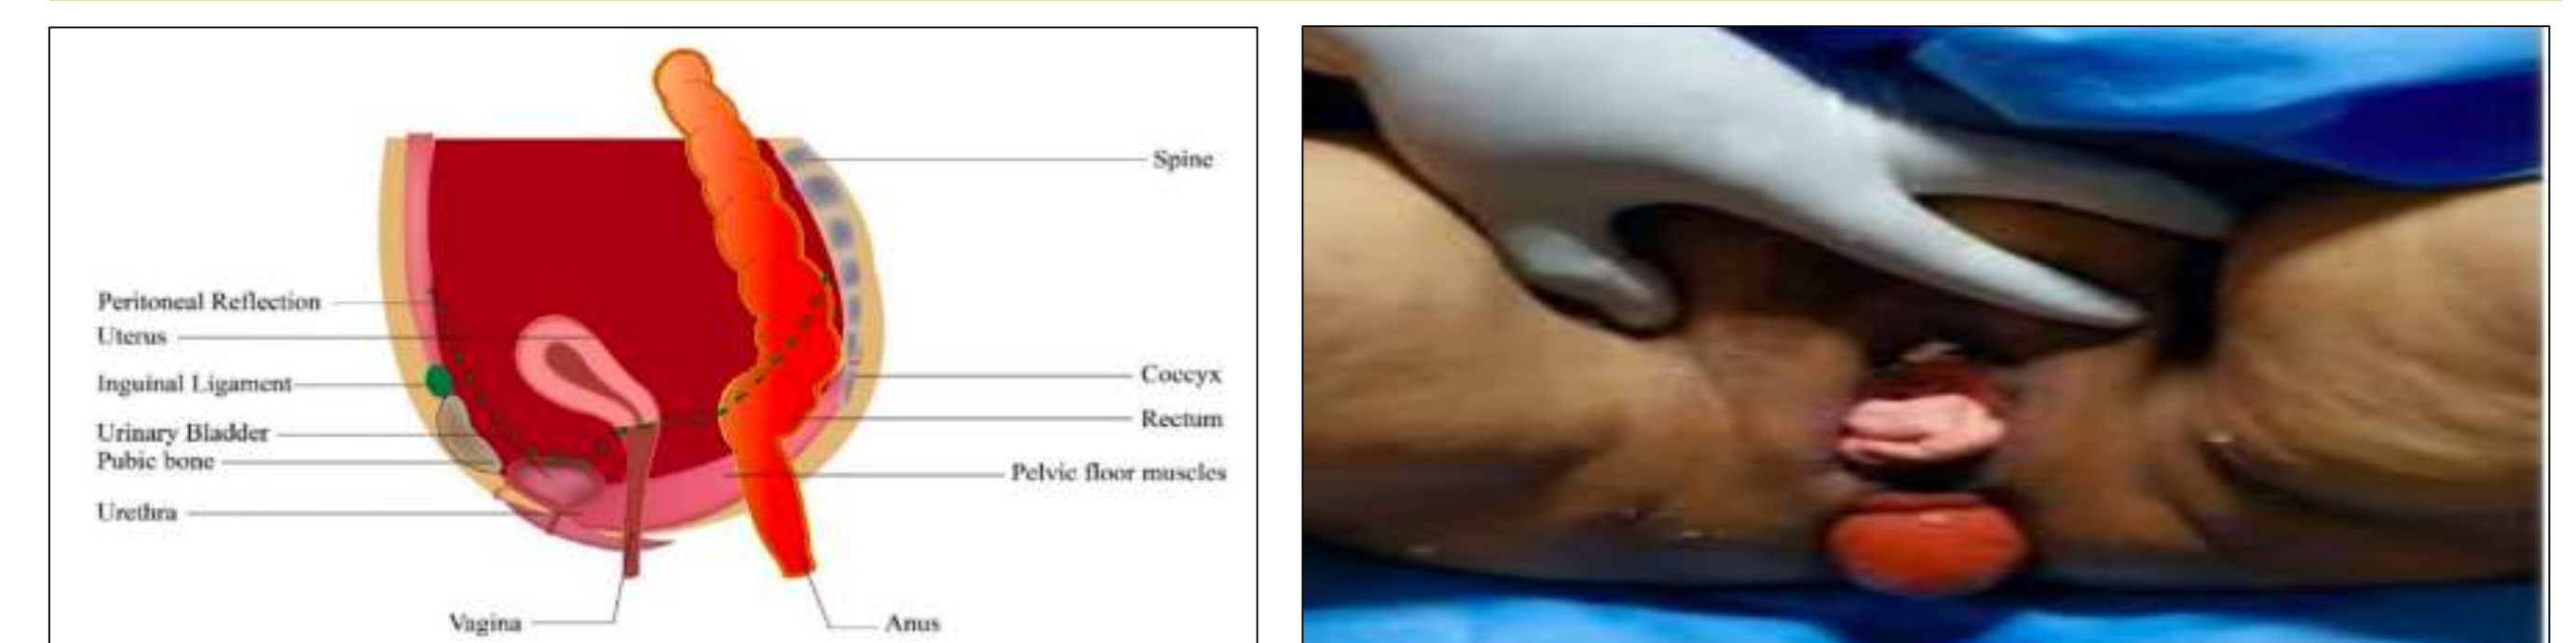 Spine
Peritoneal Reflection
Uterus
Inguinal Ligament
Coccyx
Rectum
Urinary Bladder
Pubic bone
Pelvic floor muscles
Urethra
Vagina
Anus